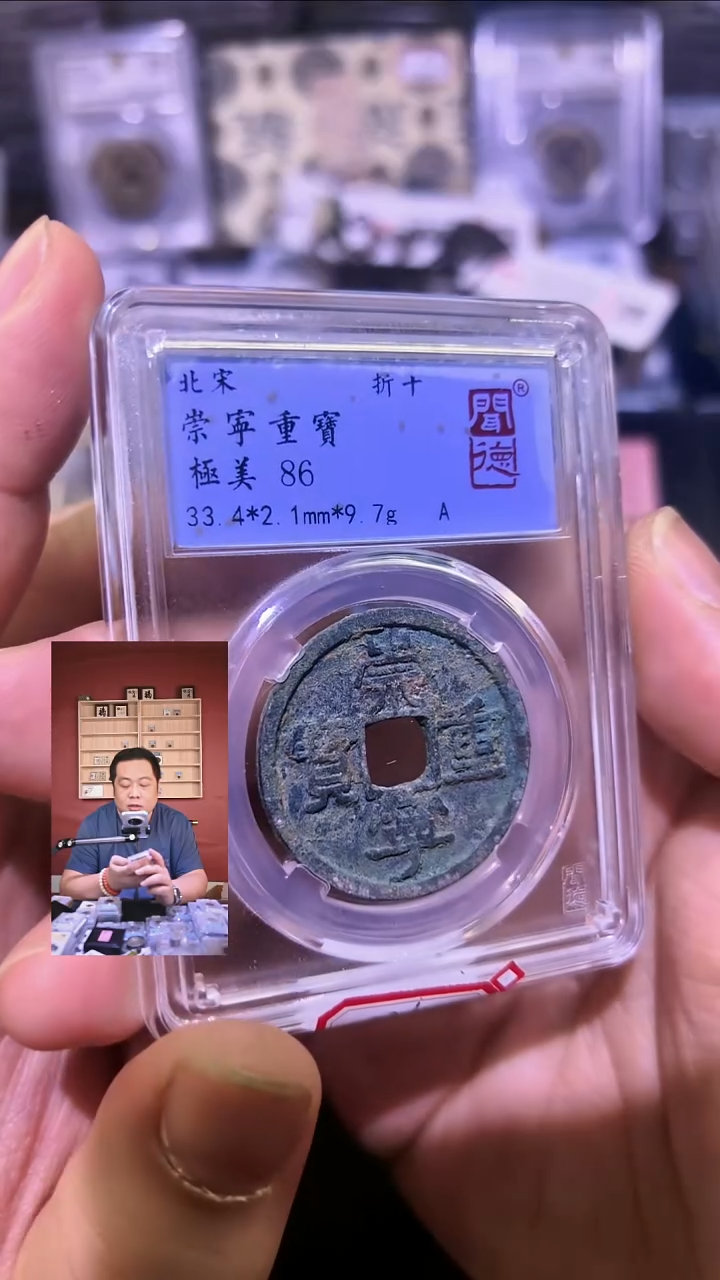 北宋 折十
崇寧重寶
極美 86
33.4*2.1mm*9.7g A
聞德®
崇
寳 重
寧